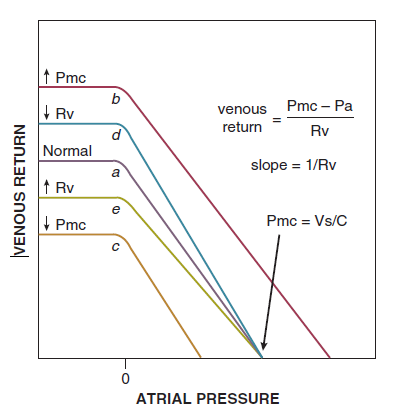 ↑ Pmc
b
↓ Rv
d
Normal
a
↑ Rv
e
↓ Pmc
c
venous return = Pmc – Pa
Rv
slope = 1/Rv
Pmc = Vs/C
VENOUS RETURN
0
ATRIAL PRESSURE